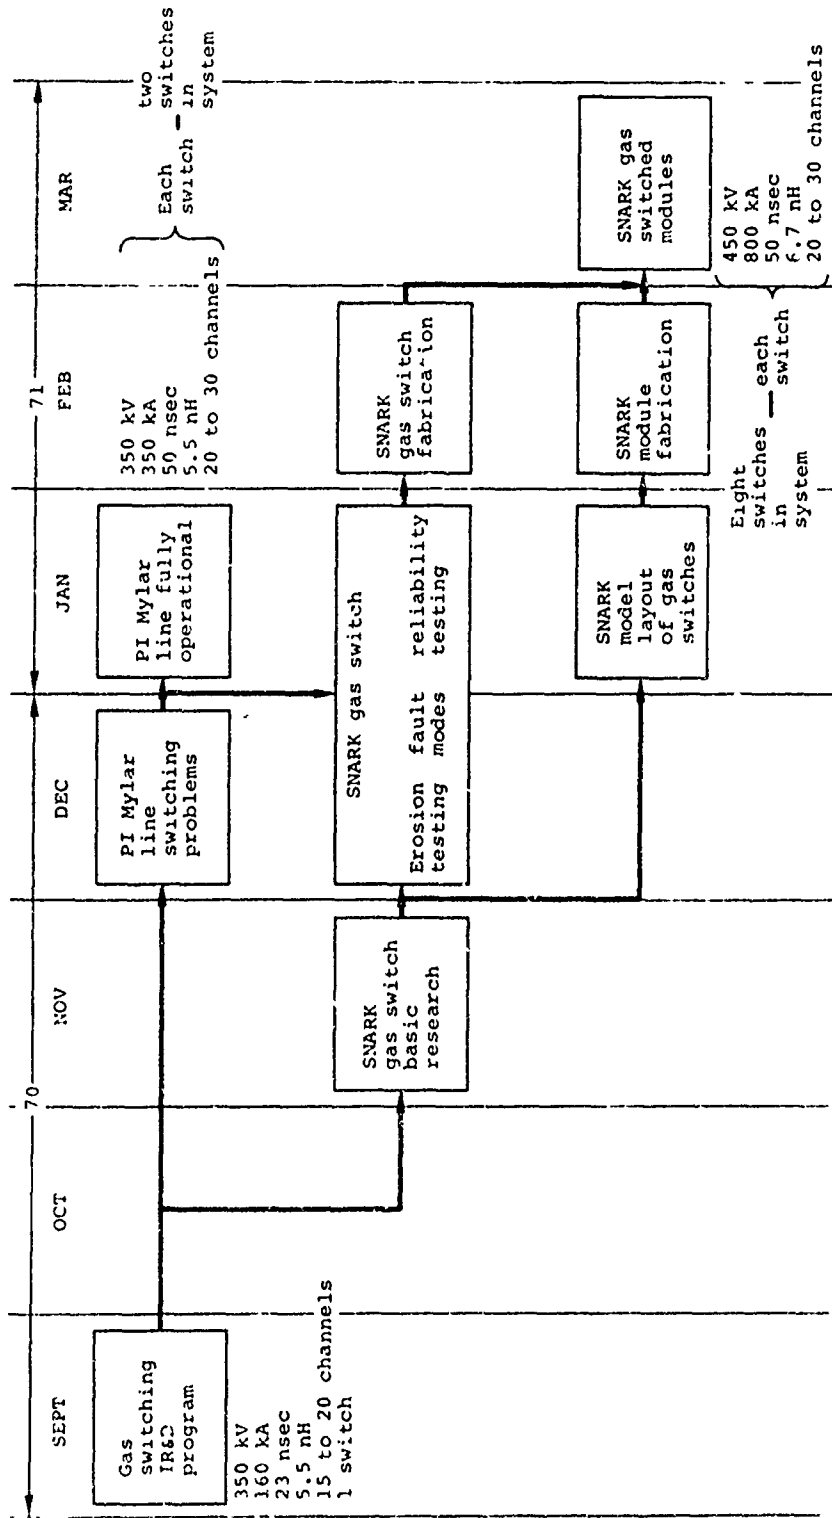 70
71
SEPT
OCT
NOV
DEC
JAN
FEB
MAR
Gas
switching
IR&D
program
350 kV
160 kA
23 nsec
5.5 nH
15 to 20 channels
1 switch
PI Mylar
line
switching
problems
PI Mylar
line fully
operational
350 kV
350 kA
50 nsec
5.5 nH
20 to 30 channels
Each
switch
two
switches
in
system
SNARK
gas switch
basic
research
SNARK gas switch
Erosion fault reliability
testing modes testing
SNARK
gas switch
fabrication
SNARK
model
layout
of gas
switches
SNARK
module
fabrication
SNARK gas
switched
modules
450 kV
800 kA
50 nsec
6.7 nH
20 to 30 channels
Eight
switches
in
system
each
switch